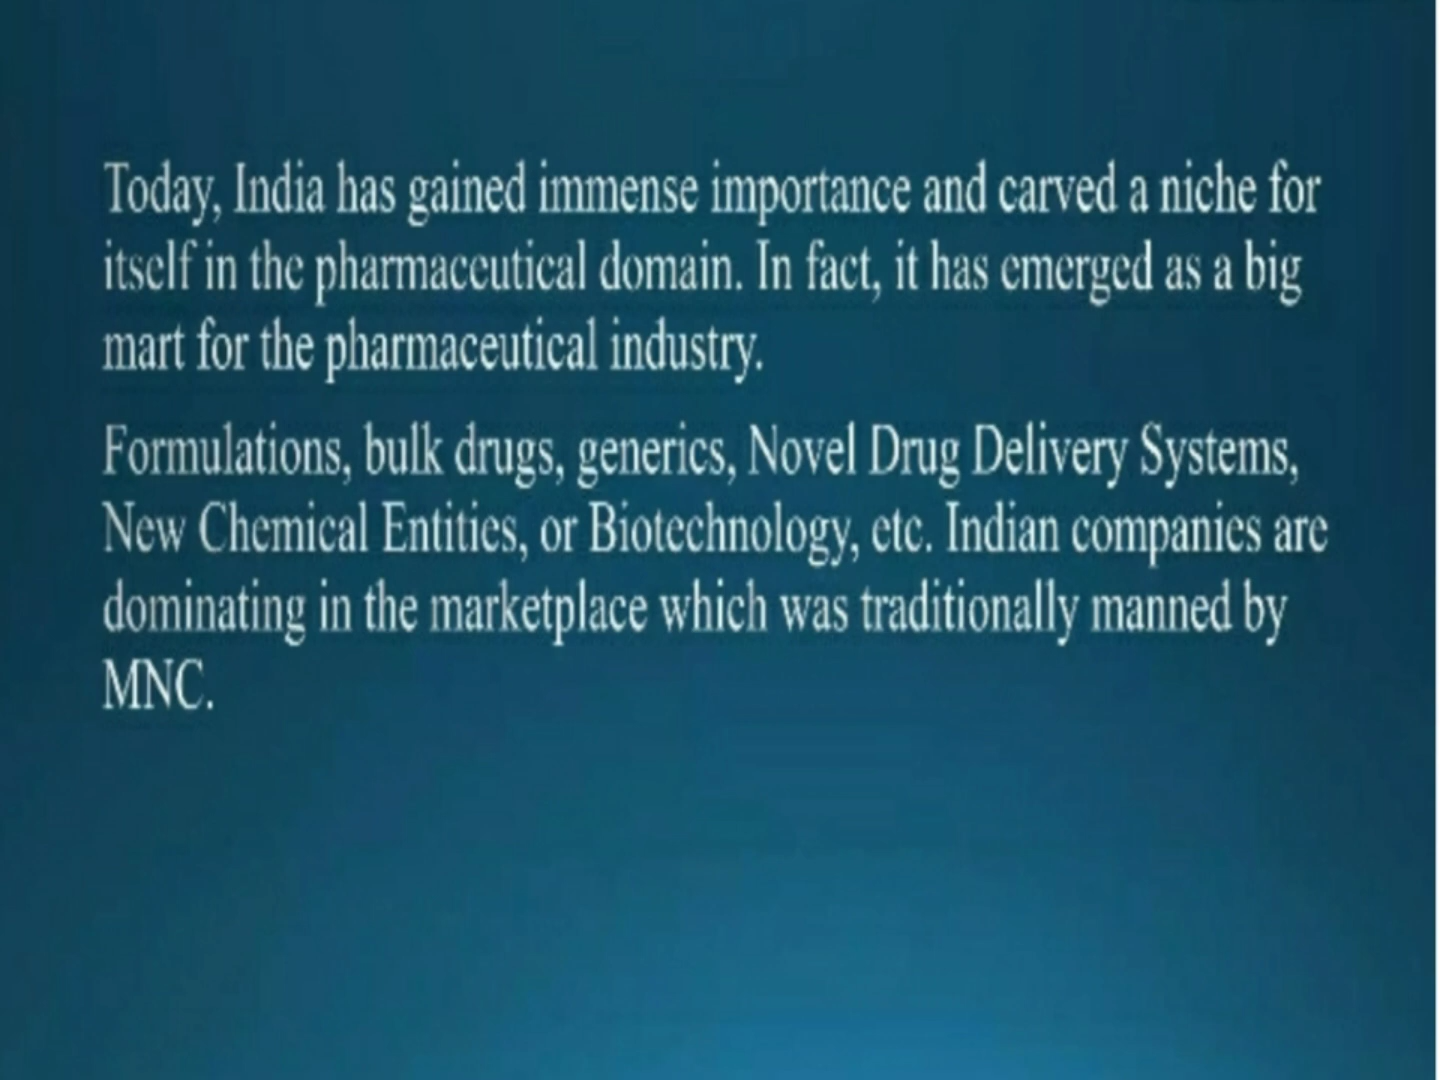 Today, India has gained immense importance and carved a niche for
itself in the pharmaceutical domain. In fact, it has emerged as a big
mart for the pharmaceutical industry.
Formulations, bulk drugs, generics, Novel Drug Delivery Systems,
New Chemical Entities, or Biotechnology, etc. Indian companies are
dominating in the marketplace which was traditionally manned by
MNC.